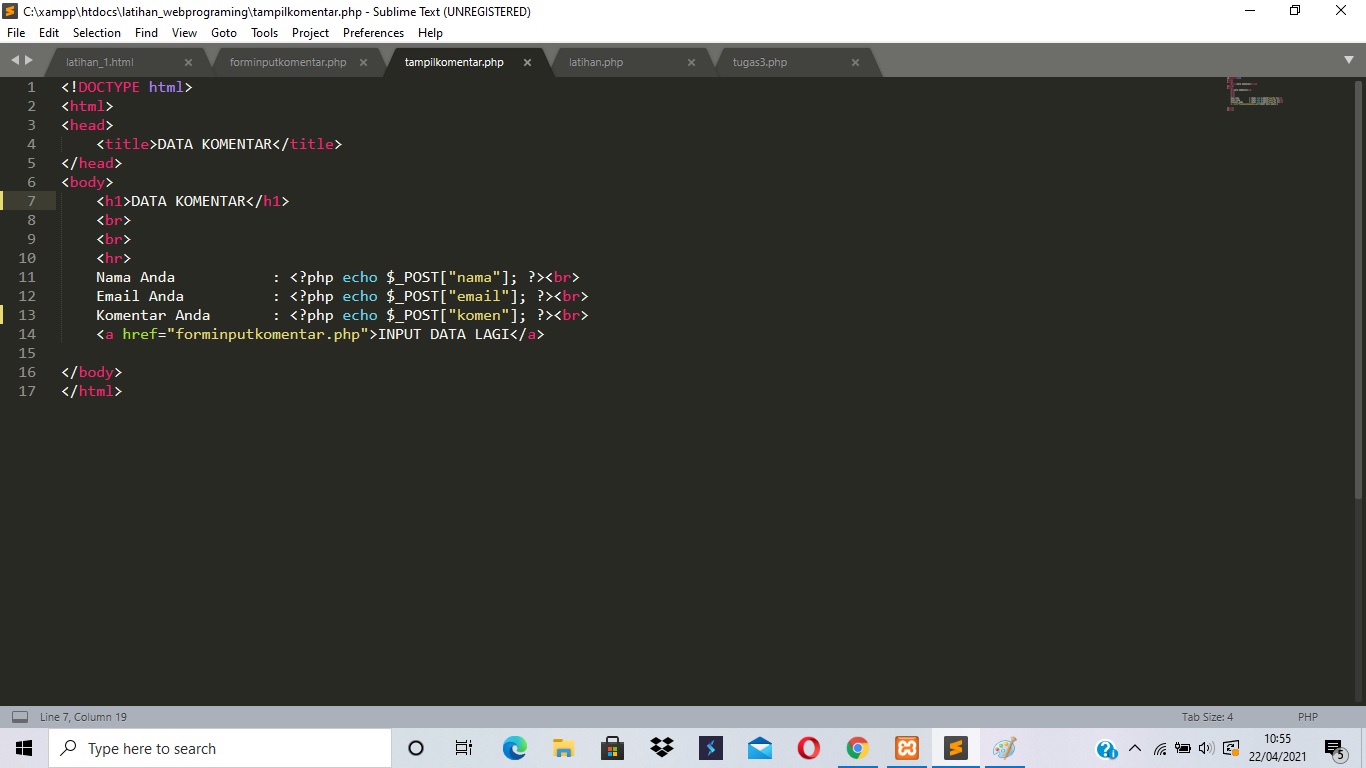 C:\xampp\htdocs\latihan_webprograming\tampilkomentar.php - Sublime Text (UNREGISTERED)
File Edit Selection Find View Goto Tools Project Preferences Help
latihan_1.html forminputkomentar.php tampilkomentar.php latihan.php tugas3.php
1 <!DOCTYPE html>
2 <html>
3 <head>
4 <title>DATA KOMENTAR</title>
5 </head>
6 <body>
7 <h1>DATA KOMENTAR</h1>
8 <br>
9 <br>
10 <hr>
11 Nama Anda : <?php echo $_POST["nama"]; ?><br>
12 Email Anda : <?php echo $_POST["email"]; ?><br>
13 Komentar Anda : <?php echo $_POST["komen"]; ?><br>
14 <a href="forminputkomentar.php">INPUT DATA LAGI</a>
15
16 </body>
17 </html>
Line 7, Column 19 Tab Size: 4 PHP
Type here to search
10:55
22/04/2021
5